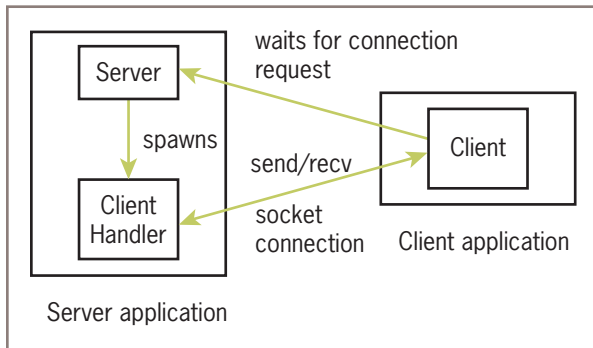 waits for connection
request
Server
spawns
send/recv
Client
Client
Handler
socket
connection
Client application
Server application